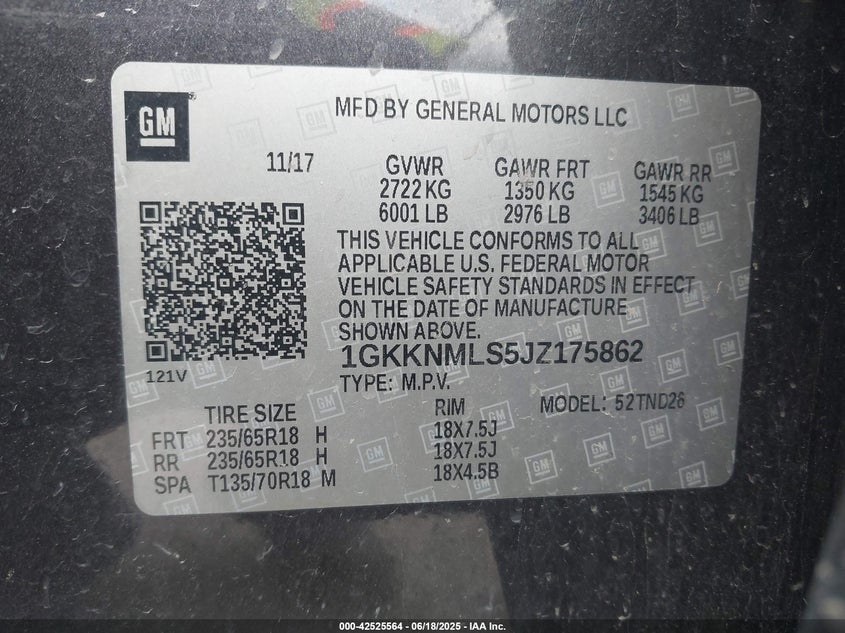 GM
MFD BY GENERAL MOTORS LLC
11/17
GVWR GAWR FRT GAWR RR
2722 KG 1350 KG 1545 KG
6001 LB 2976 LB 3406 LB
THIS VEHICLE CONFORMS TO ALL
APPLICABLE U.S. FEDERAL MOTOR
VEHICLE SAFETY STANDARDS IN EFFECT
ON THE DATE OF MANUFACTURE
SHOWN ABOVE.
1GKKNMLS5JZ175862
121V
TYPE: M.P.V.
TIRE SIZE RIM MODEL: 52TND26
FRT 235/65R18 H 18X7.5J
RR 235/65R18 H 18X7.5J
SPA T135/70R18 M 18X4.5B
000-42525564 - 06/18/2025 - IAA Inc.